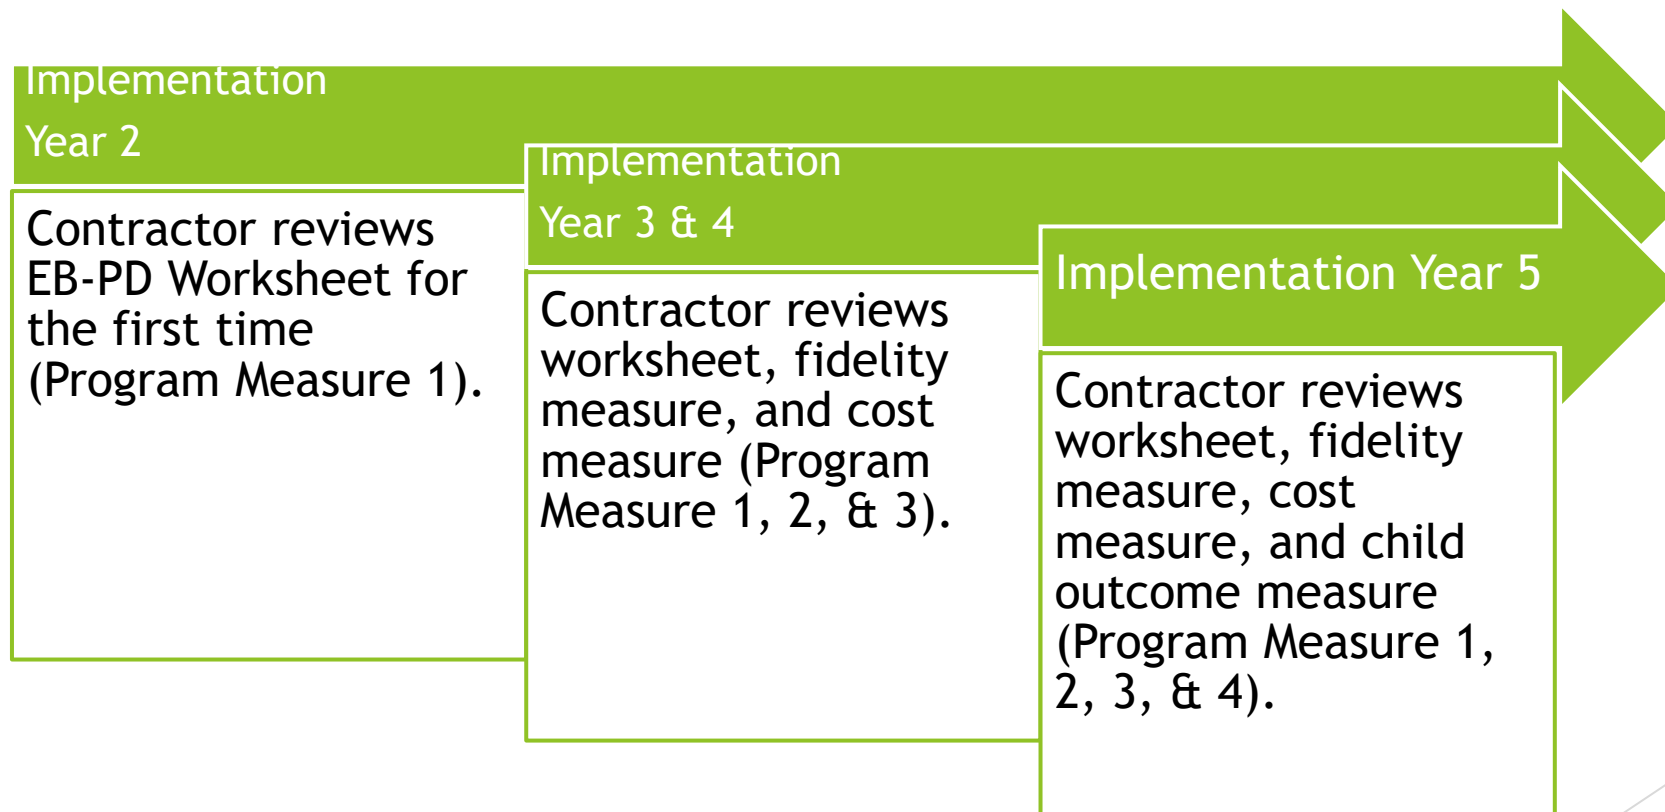 Implementation
Year 2
Contractor reviews
EB-PD Worksheet for
the first time
(Program Measure 1).
Implementation
Year 3 & 4
Contractor reviews
worksheet, fidelity
measure, and cost
measure (Program
Measure 1, 2, & 3).
Implementation Year 5
Contractor reviews
worksheet, fidelity
measure, cost
measure, and child
outcome measure
(Program Measure 1,
2, 3, & 4).